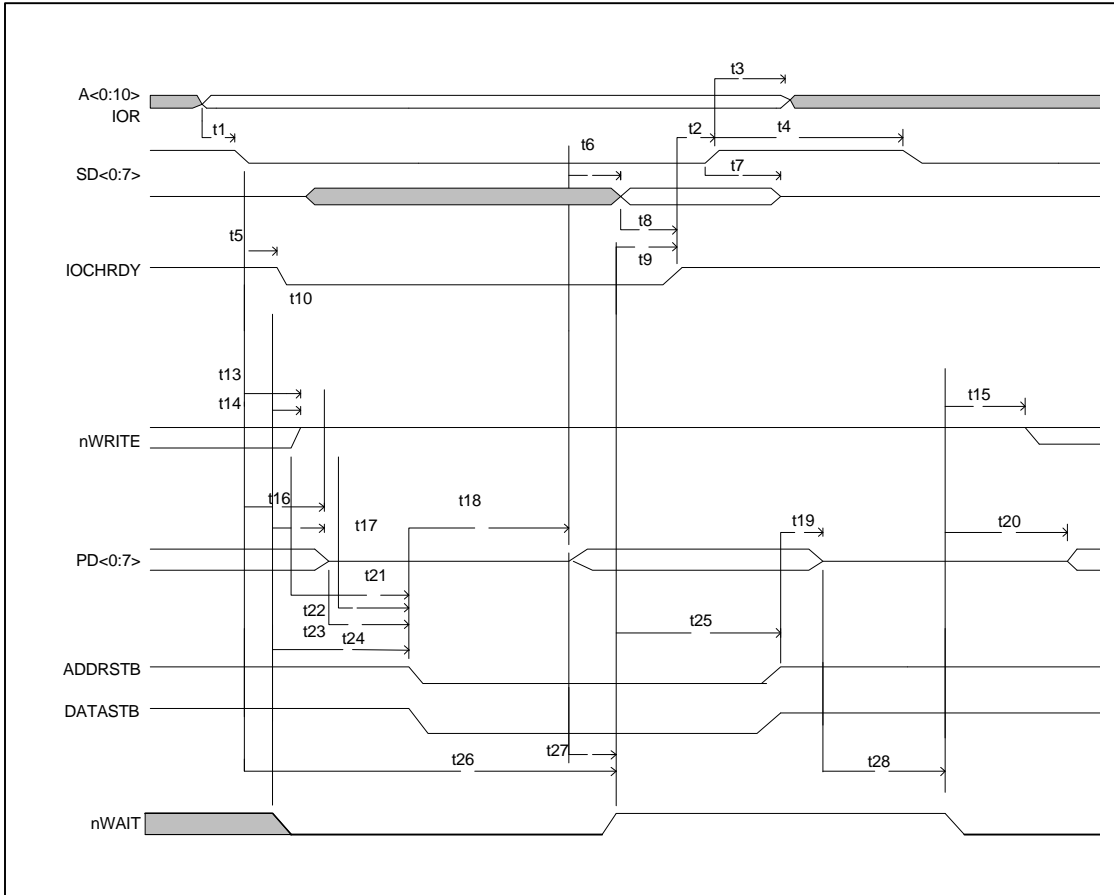 t3
A<0:10>
IOR
t1
t2
t4
t6
SD<0:7>
t7
t8
t5
t9
IOCHRDY
t10
t13
t14
t15
nWRITE
t16
t17
t18
t19
t20
PD<0:7>
t21
t22
t23
t24
t25
ADDRSTB
DATASTB
t27
t26
t28
nWAIT